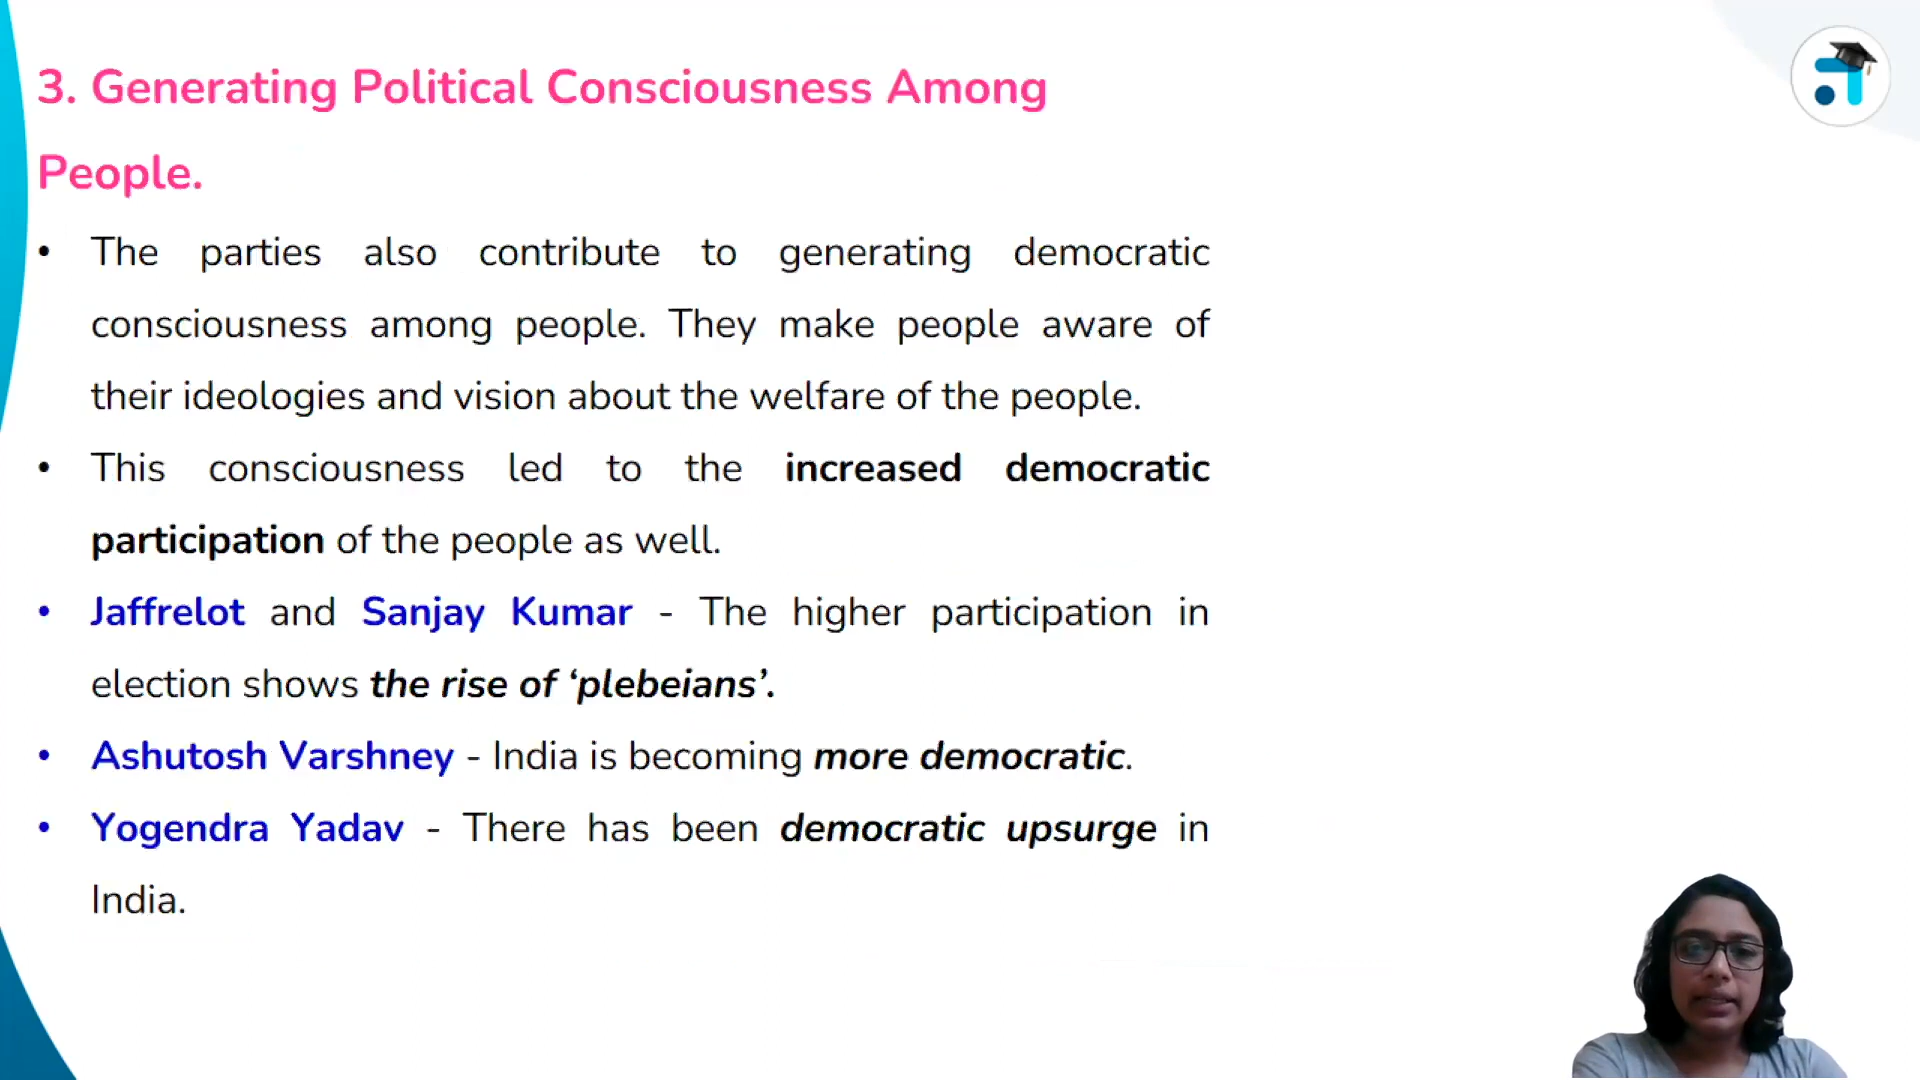 3. Generating Political Consciousness Among
People.
• The parties also contribute to generating democratic
consciousness among people. They make people aware of
their ideologies and vision about the welfare of the people.
• This consciousness led to the increased democratic
participation of the people as well.
• Jaffrelot and Sanjay Kumar - The higher participation in
election shows the rise of ‘plebeians’.
• Ashutosh Varshney - India is becoming more democratic.
• Yogendra Yadav - There has been democratic upsurge in
India.